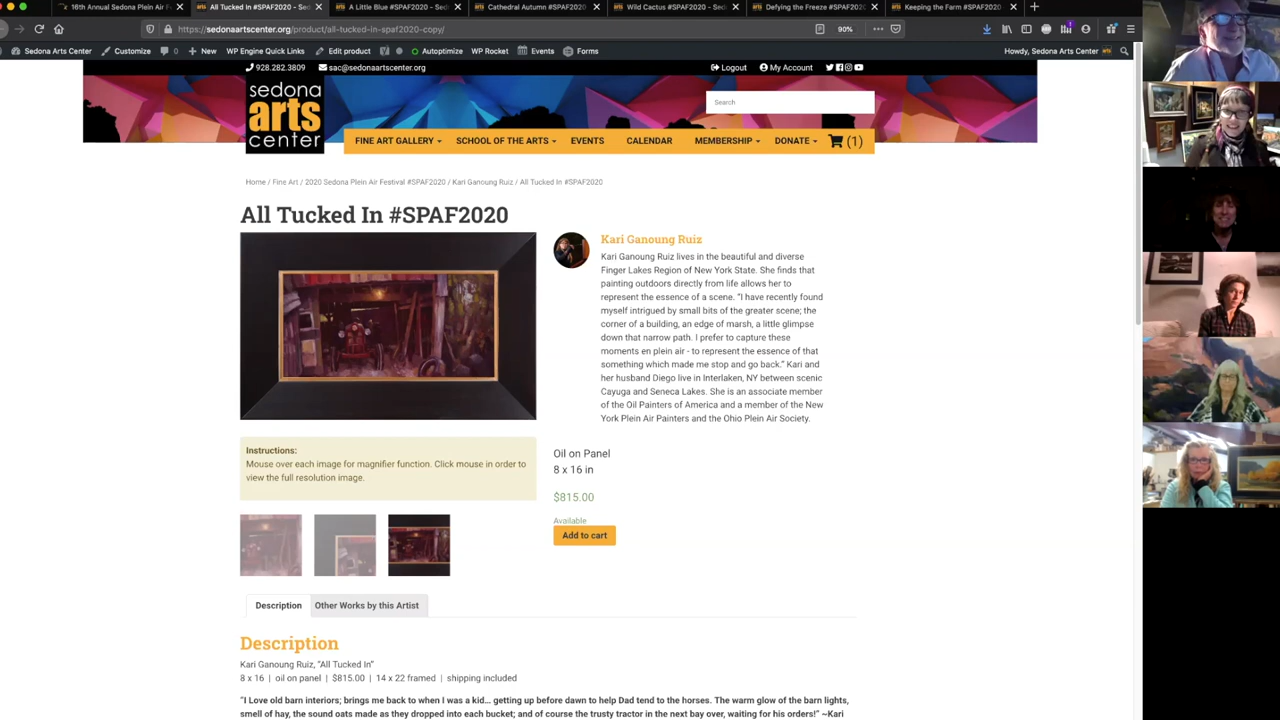 16th Annual Sedona Plein Air F
All Tucked In #SPAF2020 - Sed
A Little Blue #SPAF2020 - Sedo
Cathedral Autumn #SPAF2020
Wild Cactus #SPAF2020 - Sed
Defying the Freeze #SPAF2020
Keeping the Farm #SPAF2020
https://sedonaartscenter.org/product/all-tucked-in-spaf2020-copy/
90%
Sedona Arts Center
Customize
0
New
WP Engine Quick Links
Edit product
Autoptimize
WP Rocket
Events
Forms
Howdy, Sedona Arts Center
928.282.3809
sac@sedonaartscenter.org
Logout
My Account
sedona
arts
center
Search
FINE ART GALLERY
SCHOOL OF THE ARTS
EVENTS
CALENDAR
MEMBERSHIP
DONATE
(1)
Home / Fine Art / 2020 Sedona Plein Air Festival #SPAF2020 / Kari Ganoung Ruiz / All Tucked In #SPAF2020
All Tucked In #SPAF2020
Kari Ganoung Ruiz
Kari Ganoung Ruiz lives in the beautiful and diverse
Finger Lakes Region of New York State. She finds that
painting outdoors directly from life allows her to
represent the essence of a scene. "I have recently found
myself intrigued by small bits of the greater scene; the
corner of a building, an edge of marsh, a little glimpse
down that narrow path. I prefer to capture these
moments en plein air - to represent the essence of that
something which made me stop and go back." Kari and
her husband Diego live in Interlaken, NY between scenic
Cayuga and Seneca Lakes. She is an associate member
of the Oil Painters of America and a member of the New
York Plein Air Painters and the Ohio Plein Air Society.
Instructions:
Mouse over each image for magnifier function. Click mouse in order to
view the full resolution image.
Oil on Panel
8 x 16 in
$815.00
Available
Add to cart
Description
Other Works by this Artist
Description
Kari Ganoung Ruiz, "All Tucked In"
8 x 16 | oil on panel | $815.00 | 14 x 22 framed | shipping included
"I Love old barn interiors; brings me back to when I was a kid… getting up before dawn to help Dad tend to the horses. The warm glow of the barn lights,
smell of hay, the sound oats made as they dropped into each bucket; and of course the trusty tractor in the next bay over, waiting for his orders!" ~Kari